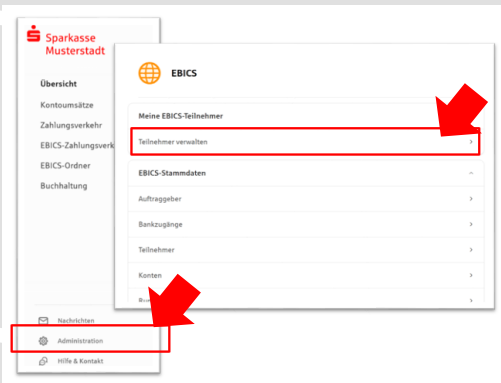 Sparkasse
Musterstadt
Übersicht
Kontoumsätze
Zahlungsverkehr
EBICS-Zahlungsverk
EBICS-Ordner
Buchhaltung
Nachrichten
Administration
Hilfe & Kontakt
EBICS
Meine EBICS-Teilnehmer
Teilnehmer verwalten
EBICS-Stammdaten
Auftraggeber
Bankzugänge
Teilnehmer
Konten